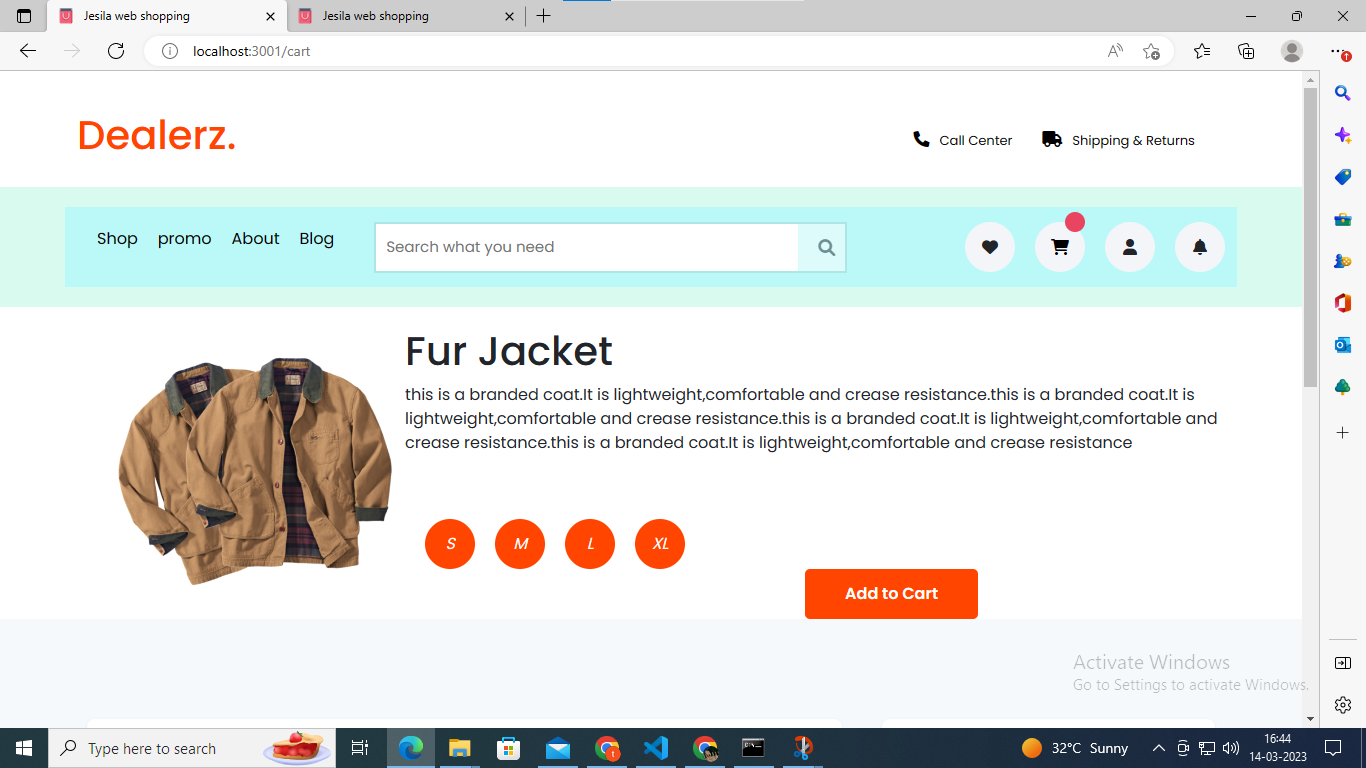 Jesila web shopping
Jesila web shopping
localhost:3001/cart
Dealerz.
Call Center
Shipping & Returns
Shop promo About Blog
Search what you need
Fur Jacket
this is a branded coat.It is lightweight,comfortable and crease resistance.this is a branded coat.It is
lightweight,comfortable and crease resistance.this is a branded coat.It is lightweight,comfortable and
crease resistance.this is a branded coat.It is lightweight,comfortable and crease resistance
S M L XL
Add to Cart
Activate Windows
Go to Settings to activate Windows.
Type here to search
32°C Sunny
16:44
14-03-2023